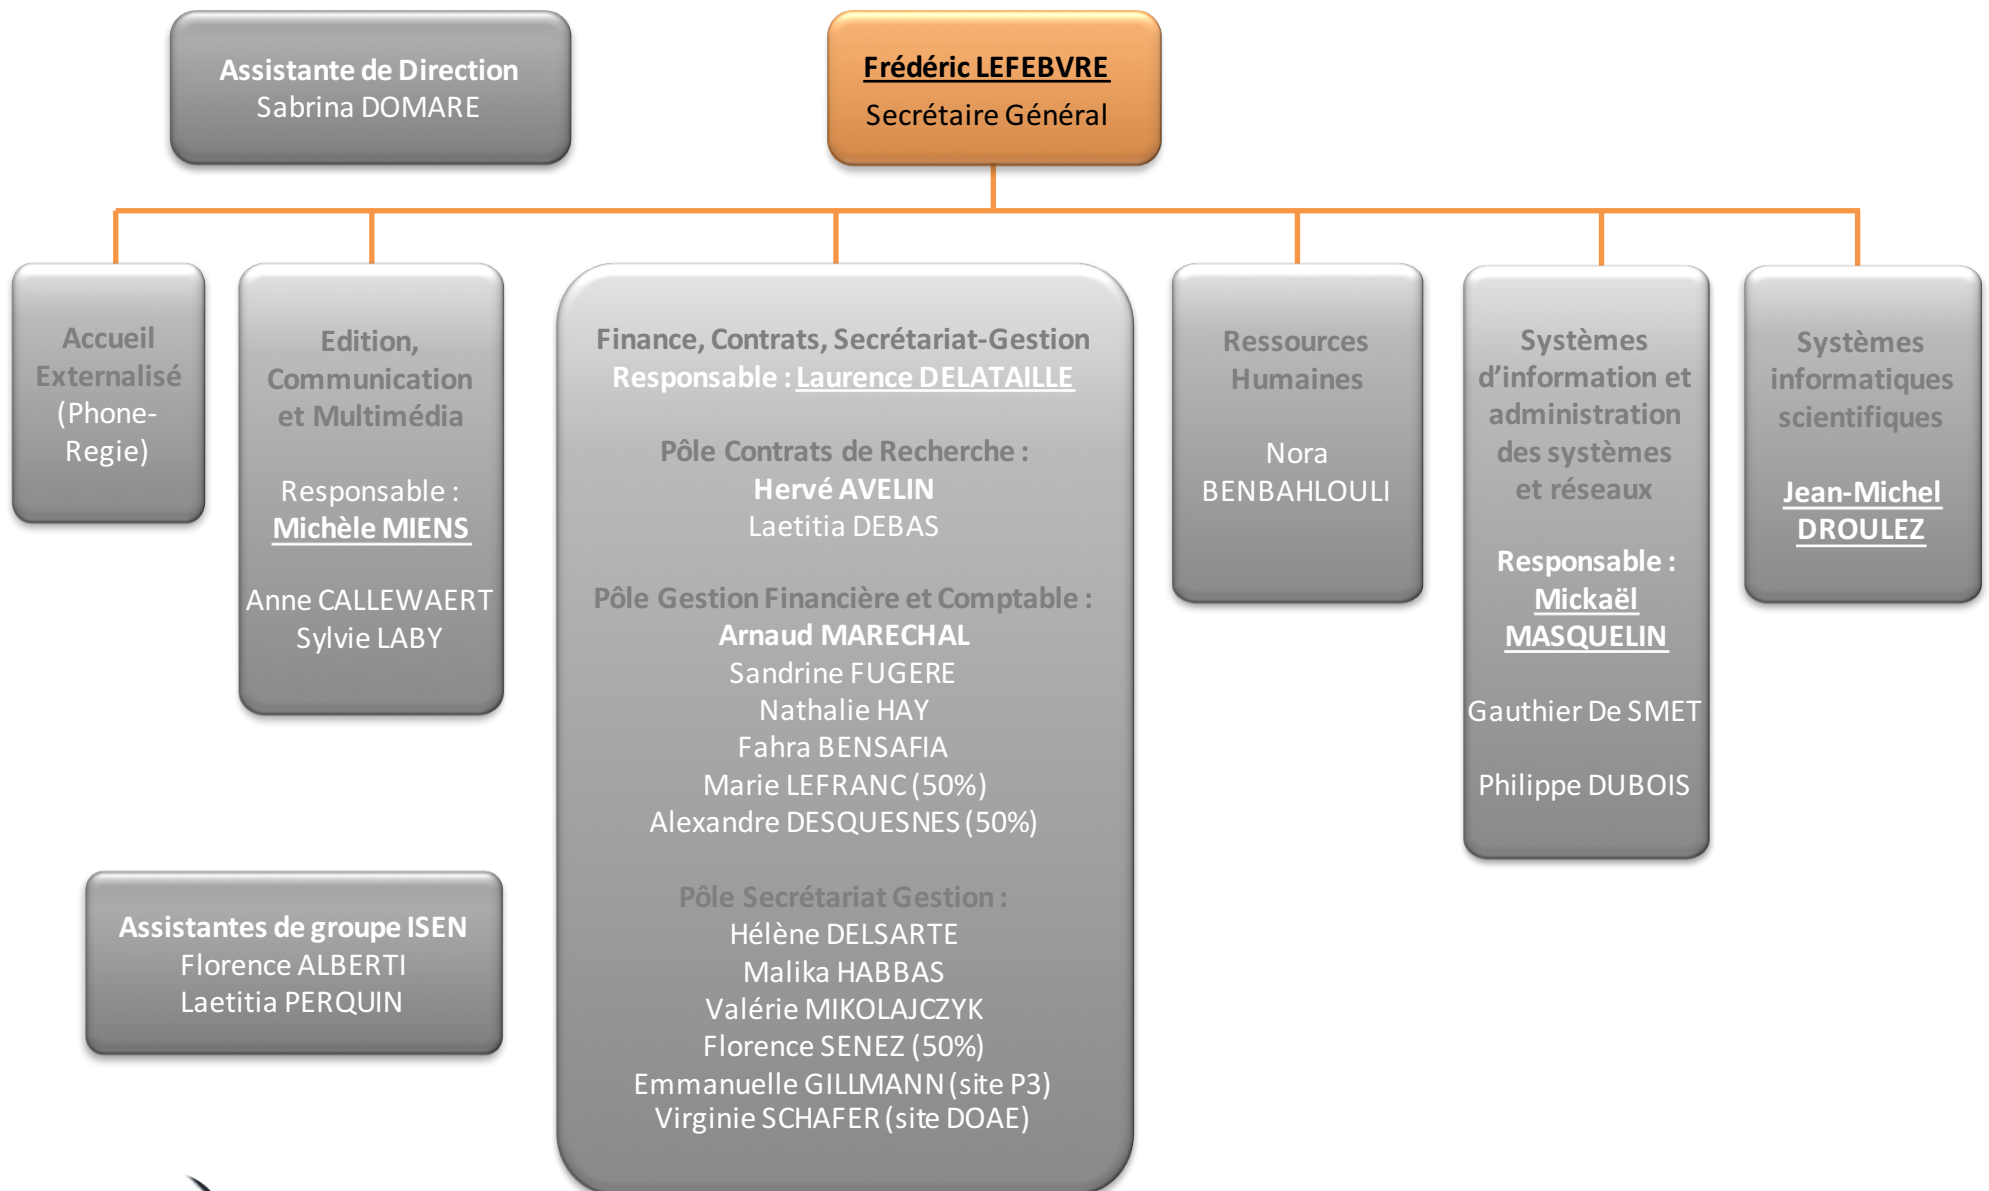 Assistante de Direction
Sabrina DOMARE
Frédéric LEFEBVRE
Secrétaire Général
Accueil
Externalisé
(Phone-
Regie)
Edition,
Communication
et Multimédia
Responsable :
Michèle MIENS
Anne CALLEWAERT
Sylvie LABY
Finance, Contrats, Secrétariat-Gestion
Responsable : Laurence DELATAILLE
Pôle Contrats de Recherche :
Hervé AVELIN
Laetitia DEBAS
Pôle Gestion Financière et Comptable :
Arnaud MARECHAL
Sandrine FUGERE
Nathalie HAY
Fahra BENSAFIA
Marie LEFRANC (50%)
Alexandre DESQUESNES (50%)
Pôle Secrétariat Gestion :
Hélène DELSARTE
Malika HABBAS
Valérie MIKOLAJCZYK
Florence SENEZ (50%)
Emmanuelle GILLMANN (site P3)
Virginie SCHAFER (site DOAE)
Ressources
Humaines
Nora
BENBAHLOULI
Systèmes
d’information et
administration
des systèmes
et réseaux
Responsable :
Mickaël
MASQUELIN
Gauthier De SMET
Philippe DUBOIS
Systèmes
informatiques
scientifiques
Jean-Michel
DROULEZ
Assistantes de groupe ISEN
Florence ALBERTI
Laetitia PERQUIN